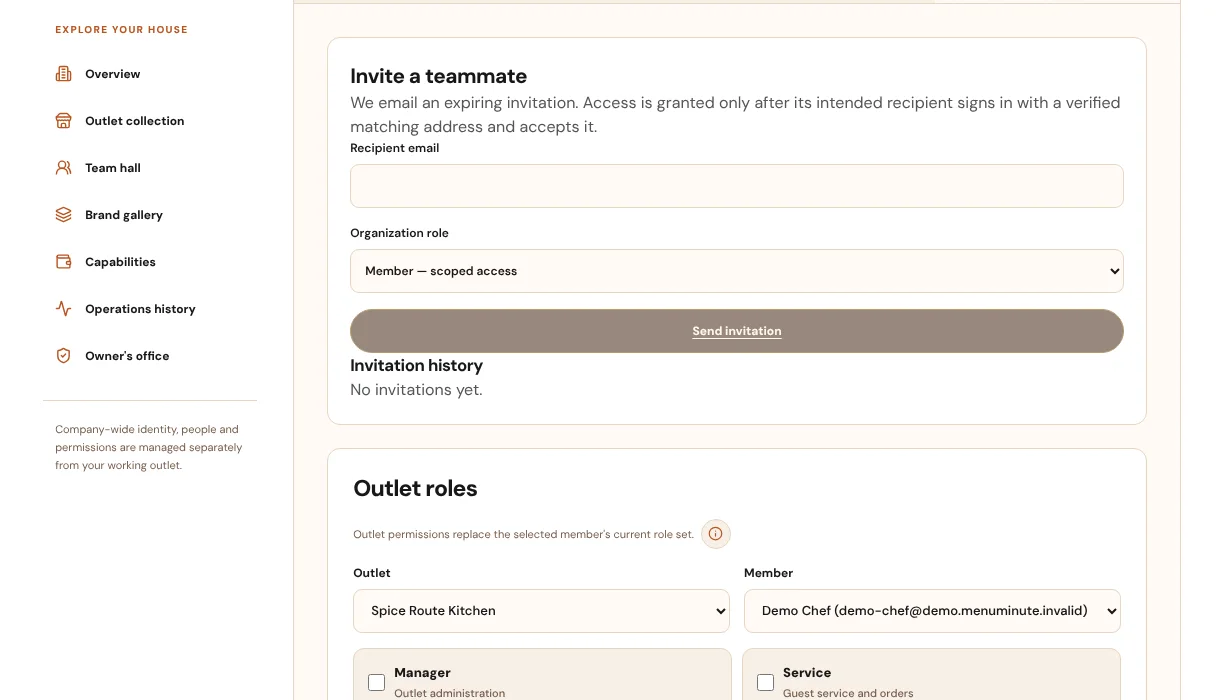 EXPLORE YOUR HOUSE
Overview
Outlet collection
Team hall
Brand gallery
Capabilities
Operations history
Owner's office
Company-wide identity, people and
permissions are managed separately
from your working outlet.
Invite a teammate
We email an expiring invitation. Access is granted only after its intended recipient signs in with a verified
matching address and accepts it.
Recipient email
Organization role
Member — scoped access
Send invitation
Invitation history
No invitations yet.
Outlet roles
Outlet permissions replace the selected member's current role set.
Outlet
Member
Spice Route Kitchen
Demo Chef (demo-chef@demo.menuminute.invalid)
Manager
Outlet administration
Service
Guest service and orders